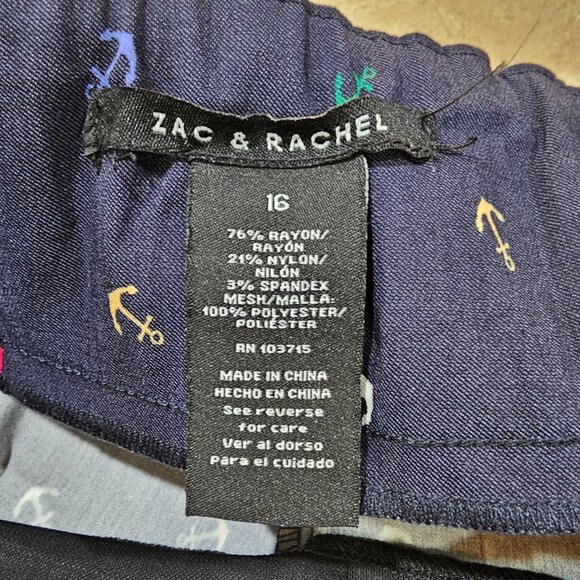 ZAC & RACHEL
16
76% RAYON/
RAYÓN
21% NYLON/
NILÓN
3% SPANDEX
MESH/MALLA:
100% POLYESTER/
POLIÉSTER
RN 103715
MADE IN CHINA
HECHO EN CHINA
See reverse
for care
Ver al dorso
Para el cuidado